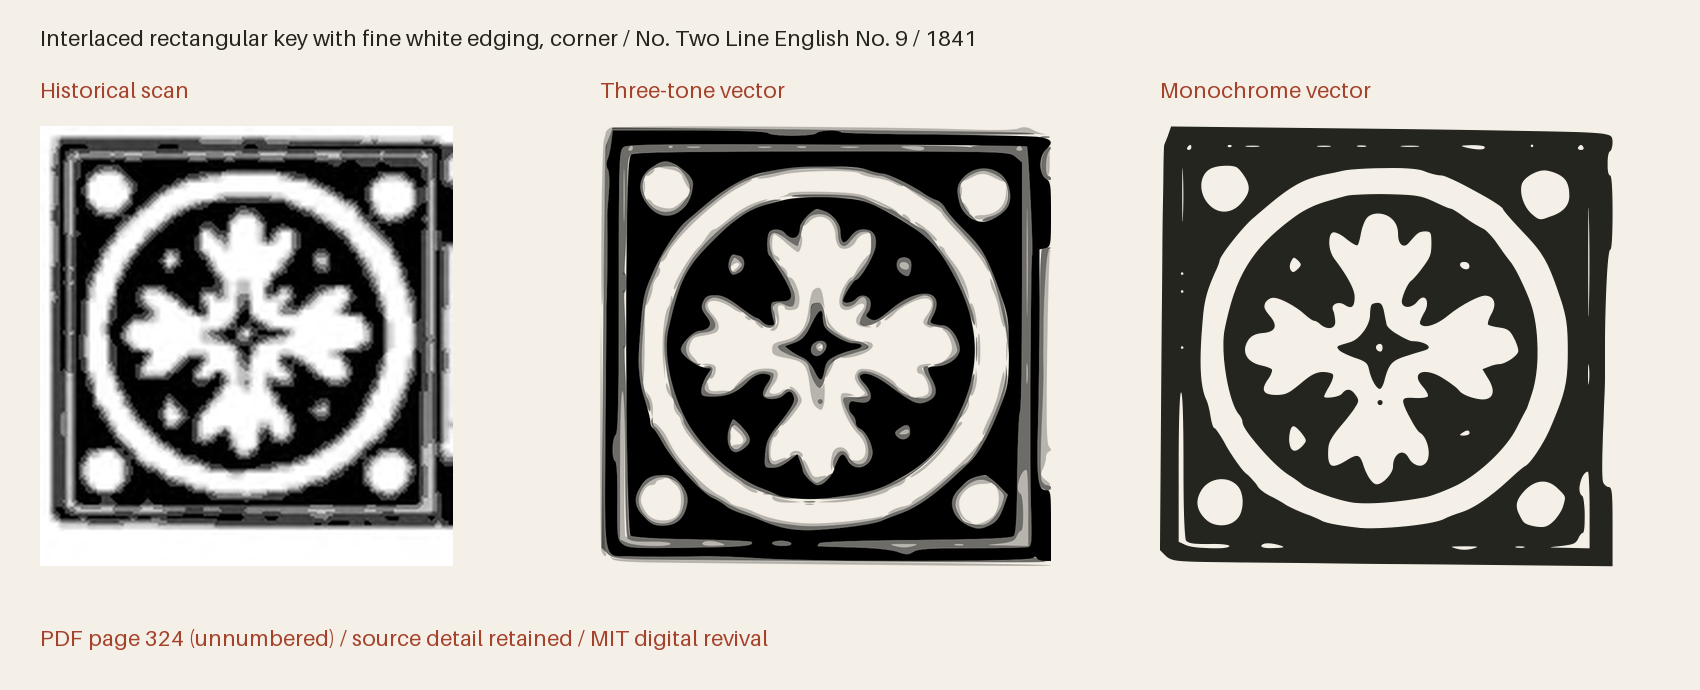 Interlaced rectangular key with fine white edging, corner / No. Two Line English No. 9 / 1841
Historical scan
Three-tone vector
Monochrome vector
PDF page 324 (unnumbered) / source detail retained / MIT digital revival